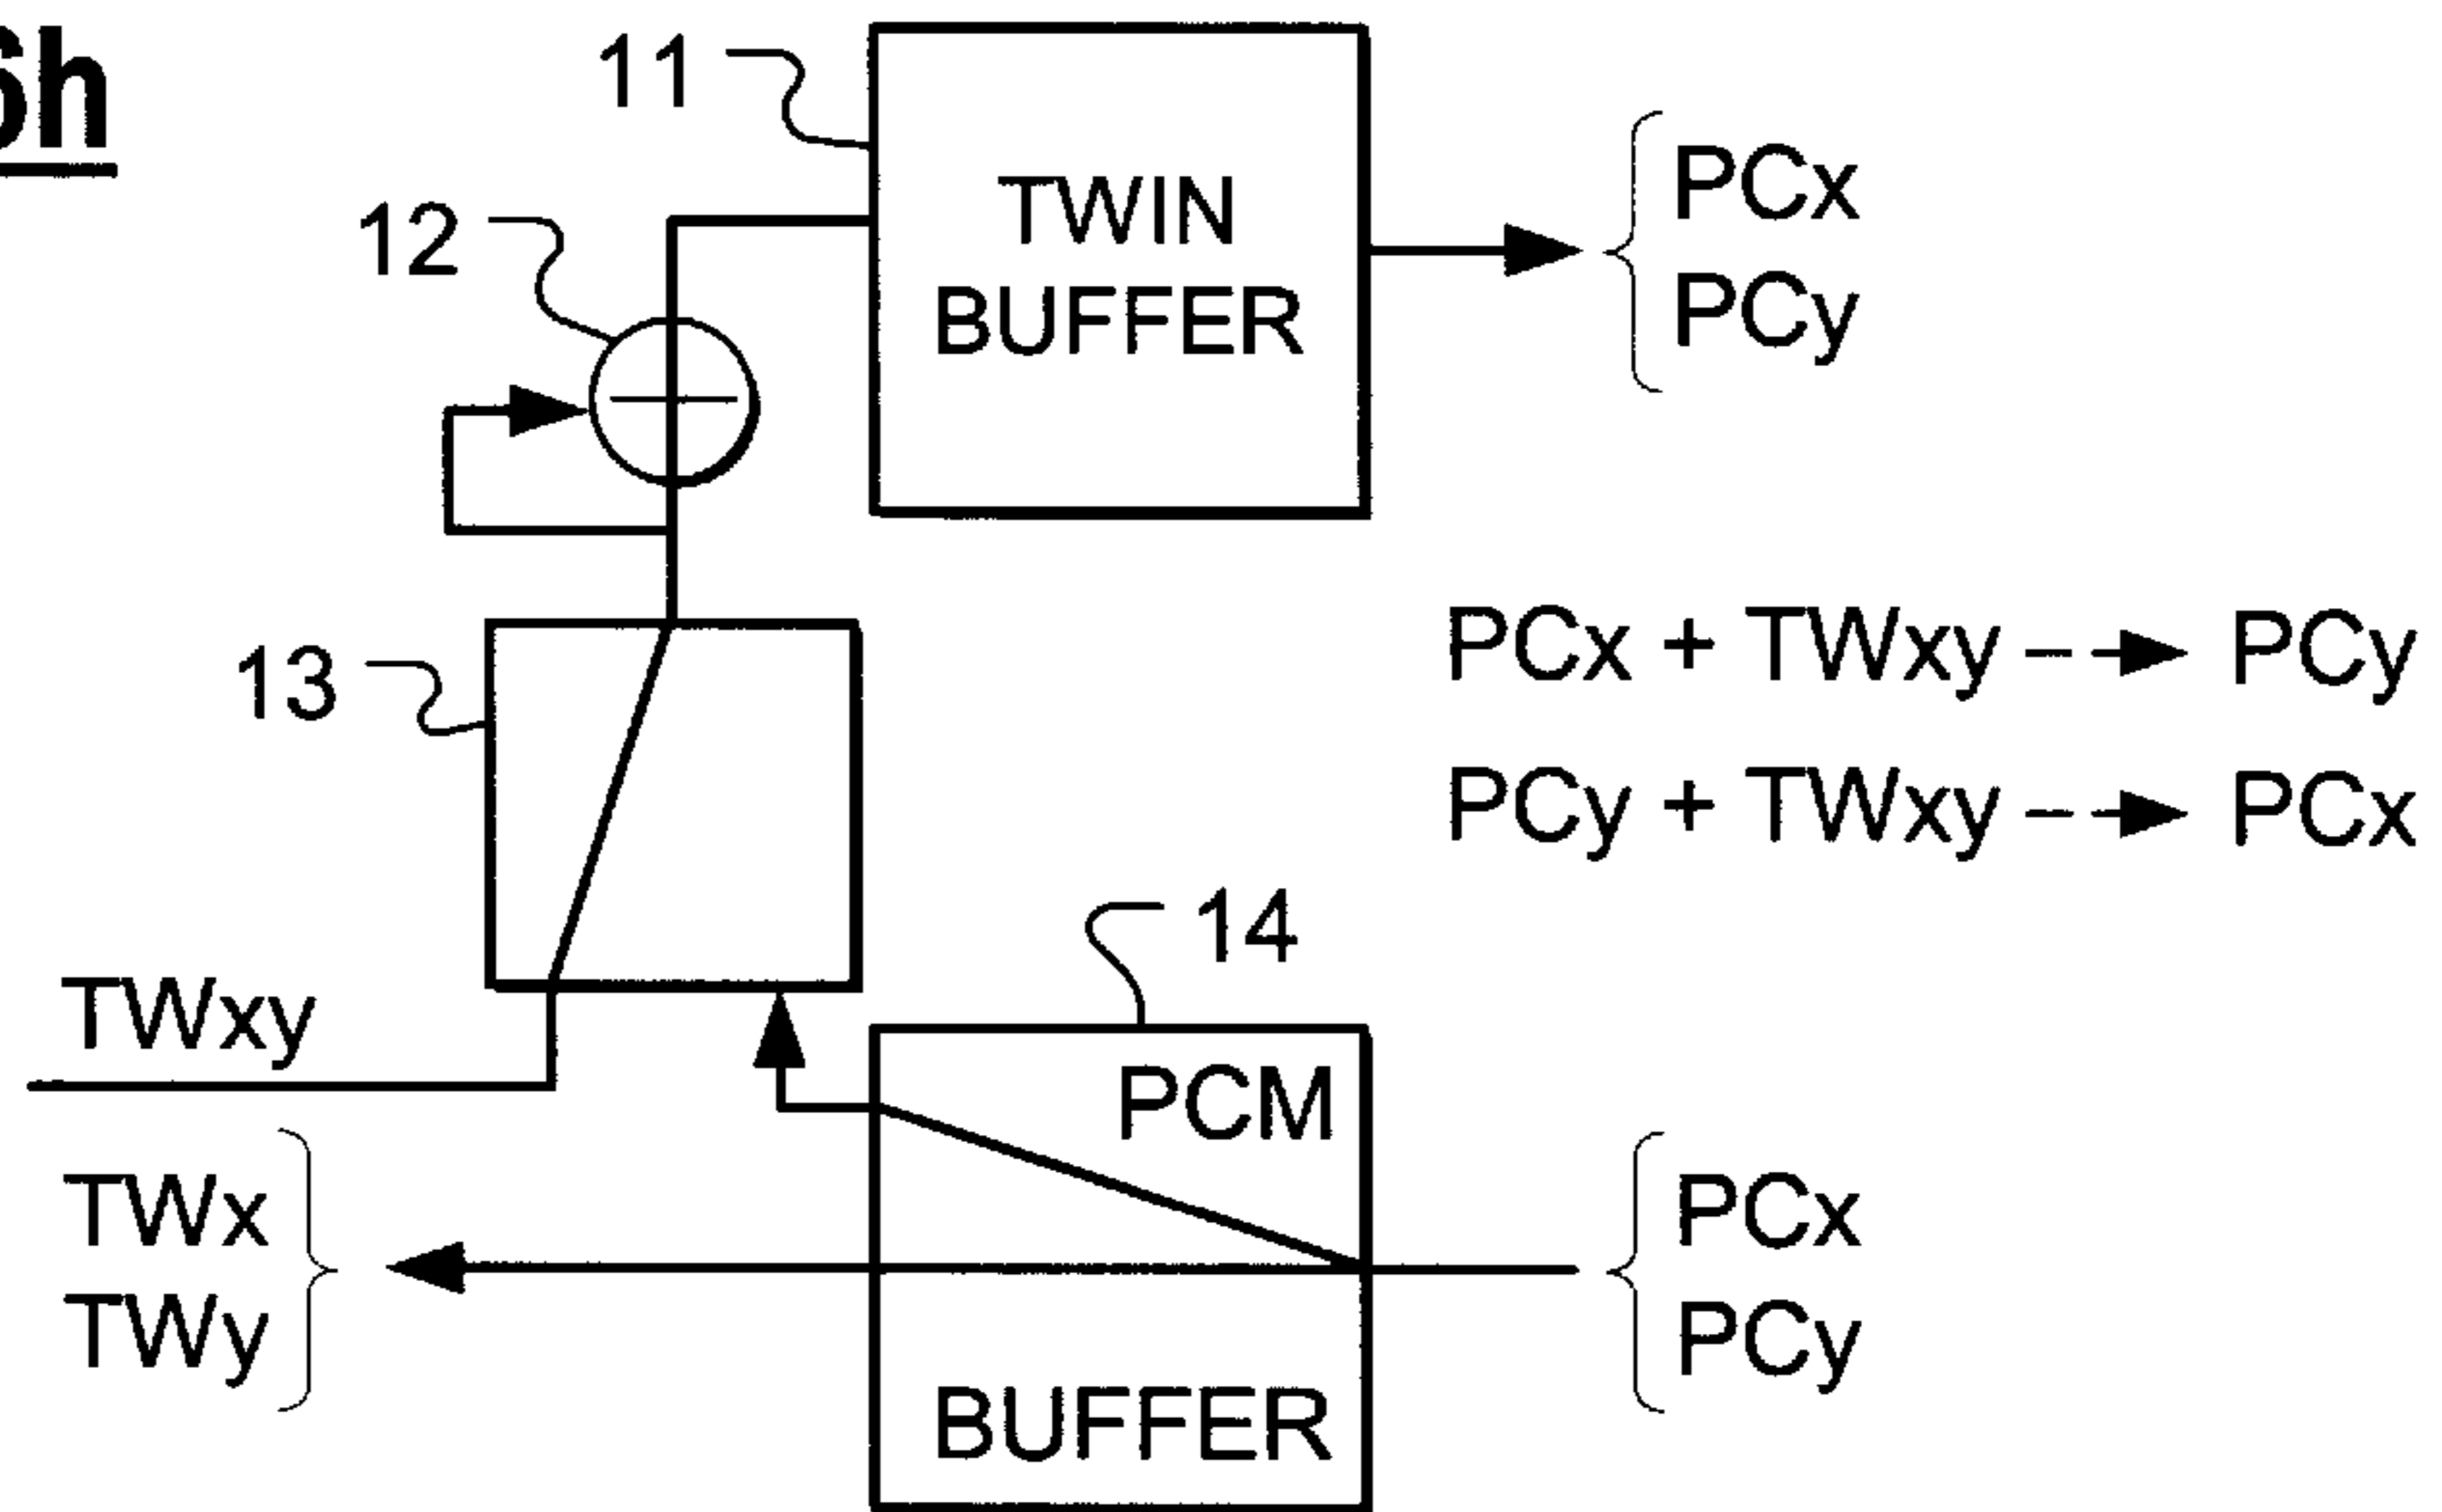 6h
11
TWIN
BUFFER
PCx
PCy
12
PCx + TWxy --► PCy
PCy + TWxy --► PCx
13
14
TWxy
PCM
TWx
TWy
PCx
PCy
BUFFER